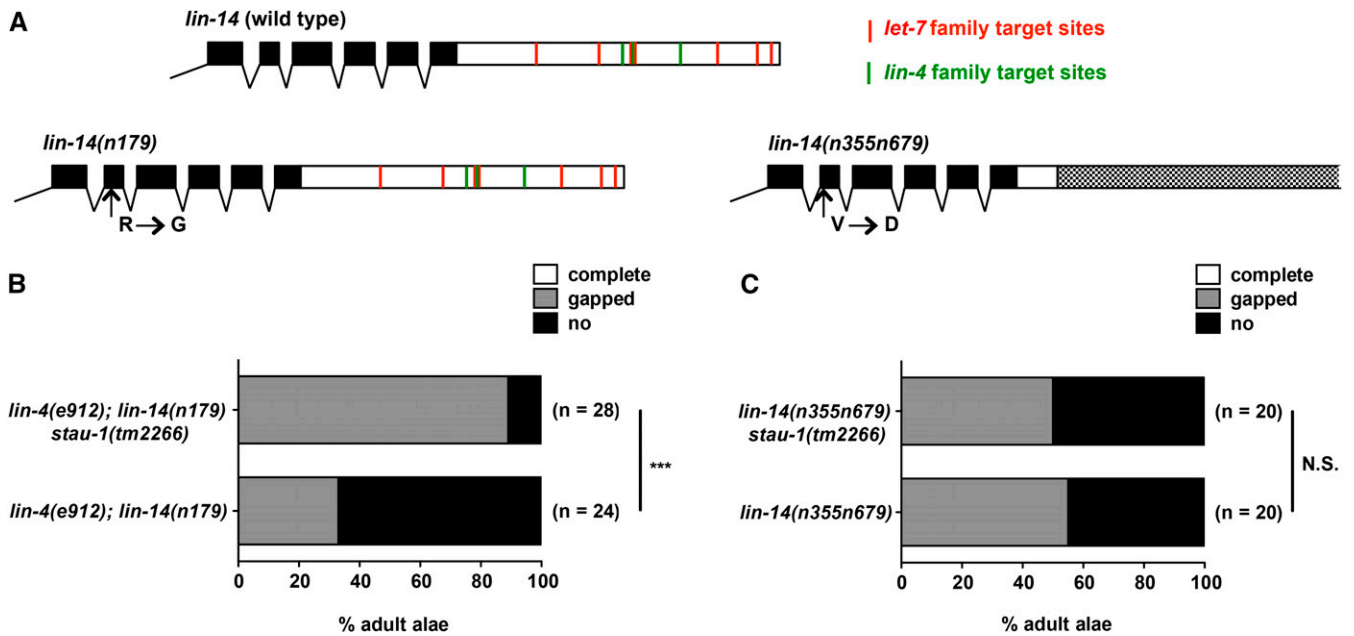 A
lin-14 (wild type)
let-7 family target sites
lin-4 family target sites
lin-14(n179)
R → G
lin-14(n355n679)
V → D
B
complete
gapped
no
lin-4(e912); lin-14(n179)
stau-1(tm2266)
(n = 28)
***
lin-4(e912); lin-14(n179)
(n = 24)
0 20 40 60 80 100
% adult alae
C
complete
gapped
no
lin-14(n355n679)
stau-1(tm2266)
(n = 20)
N.S.
lin-14(n355n679)
(n = 20)
0 20 40 60 80 100
% adult alae